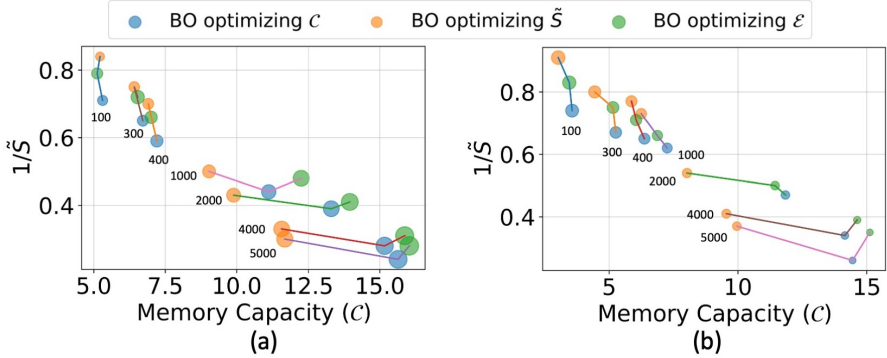 BO optimizing 𝒞 BO optimizing S̃ BO optimizing ℰ
0.8
0.6
0.4
1/S̃
100
300
400
1000
2000
4000
5000
5.0 7.5 10.0 12.5 15.0
Memory Capacity (𝒞)
(a)
0.8
0.6
0.4
1/S̃
100
300
400
1000
2000
4000
5000
5 10 15
Memory Capacity (𝒞)
(b)